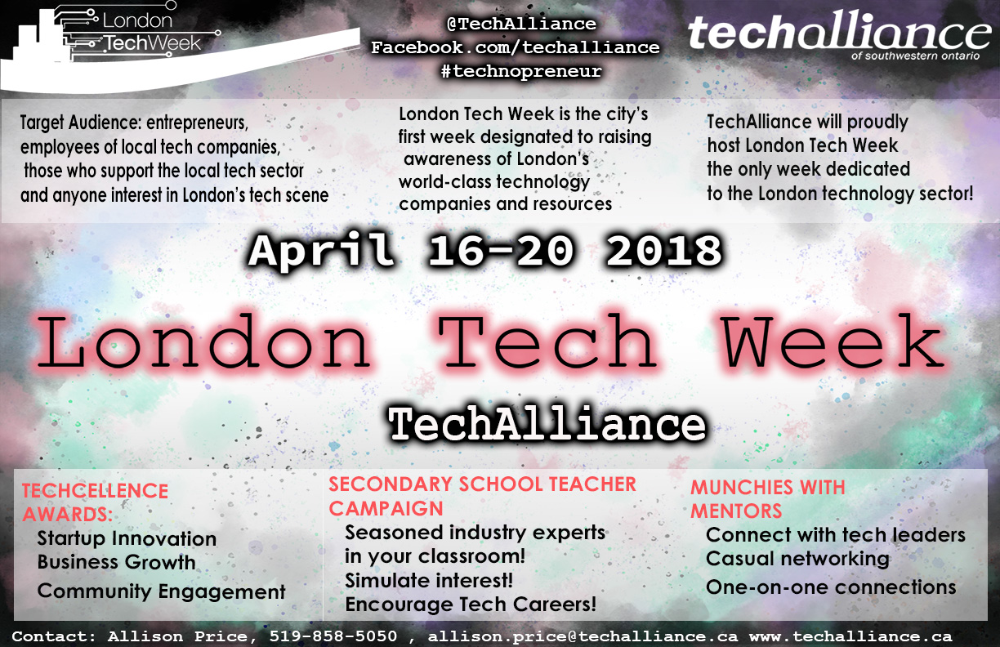 London
TechWeek
@TechAlliance
Facebook.com/techalliance
#technopreneur
techalliance
of southwestern ontario
Target Audience: entrepreneurs,
employees of local tech companies,
those who support the local tech sector
and anyone interest in London's tech scene
London Tech Week is the city's
first week designated to raising
awareness of London's
world-class technology
companies and resources
TechAlliance will proudly
host London Tech Week
the only week dedicated
to the London technology sector!
April 16-20 2018
London Tech Week
TechAlliance
TECHCELLENCE
AWARDS:
Startup Innovation
Business Growth
Community Engagement
SECONDARY SCHOOL TEACHER
CAMPAIGN
Seasoned industry experts
in your classroom!
Simulate interest!
Encourage Tech Careers!
MUNCHIES WITH
MENTORS
Connect with tech leaders
Casual networking
One-on-one connections
Contact: Allison Price, 519-858-5050 , allison.price@techalliance.ca www.techalliance.ca